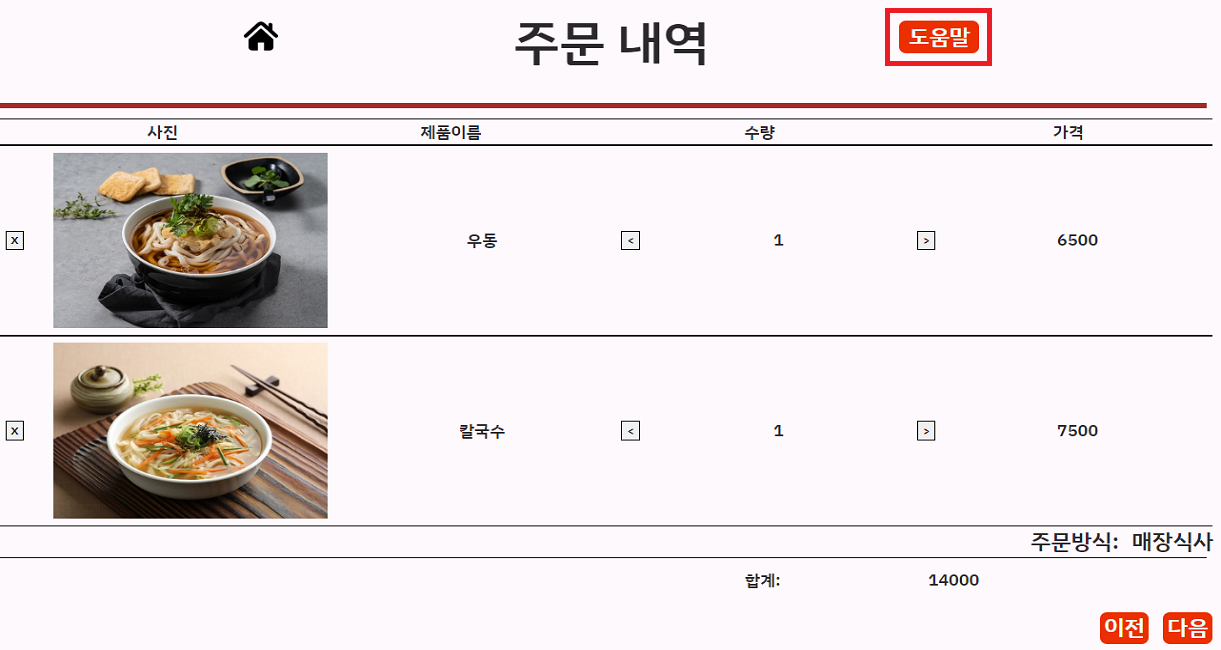 주문 내역
도움말
사진 제품이름 수량 가격
x 우동 < 1 > 6500
x 칼국수 < 1 > 7500
주문방식: 매장식사
합계: 14000
이전 다음